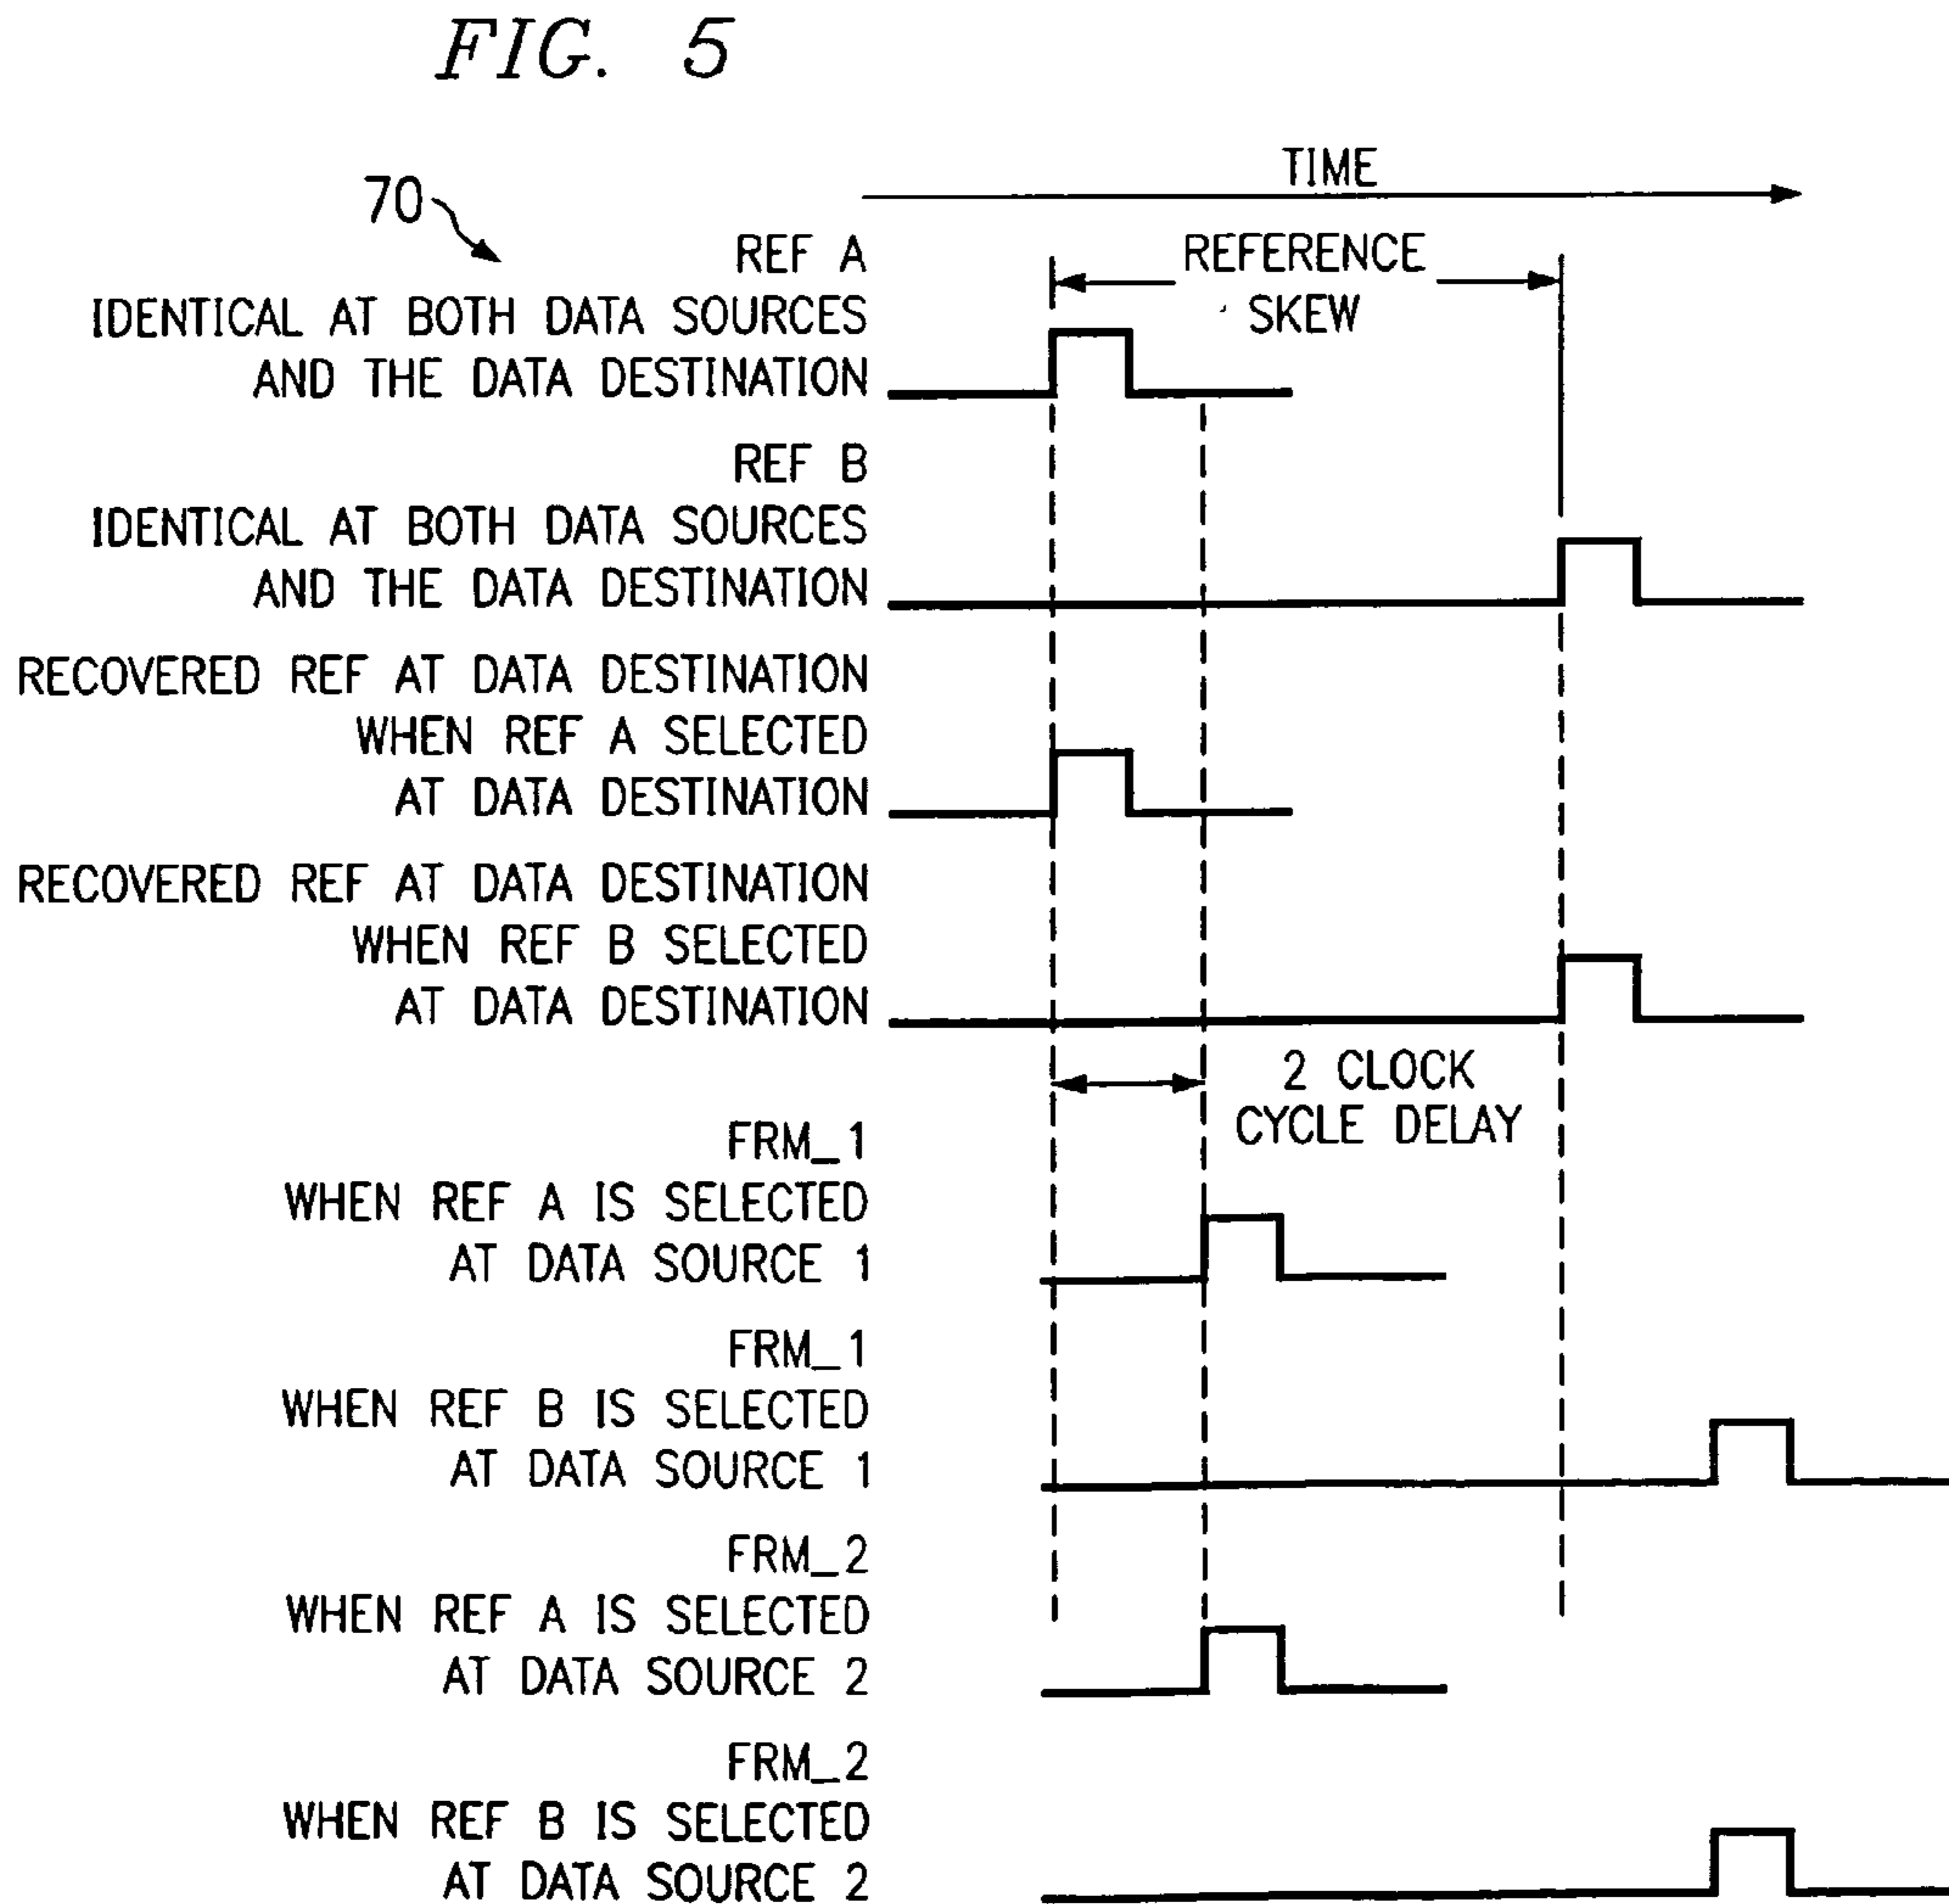 FIG. 5
TIME
70
REF A
IDENTICAL AT BOTH DATA SOURCES
AND THE DATA DESTINATION
REFERENCE
SKEW
REF B
IDENTICAL AT BOTH DATA SOURCES
AND THE DATA DESTINATION
RECOVERED REF AT DATA DESTINATION
WHEN REF A SELECTED
AT DATA DESTINATION
RECOVERED REF AT DATA DESTINATION
WHEN REF B SELECTED
AT DATA DESTINATION
2 CLOCK
CYCLE DELAY
FRM_1
WHEN REF A IS SELECTED
AT DATA SOURCE 1
FRM_1
WHEN REF B IS SELECTED
AT DATA SOURCE 1
FRM_2
WHEN REF A IS SELECTED
AT DATA SOURCE 2
FRM_2
WHEN REF B IS SELECTED
AT DATA SOURCE 2